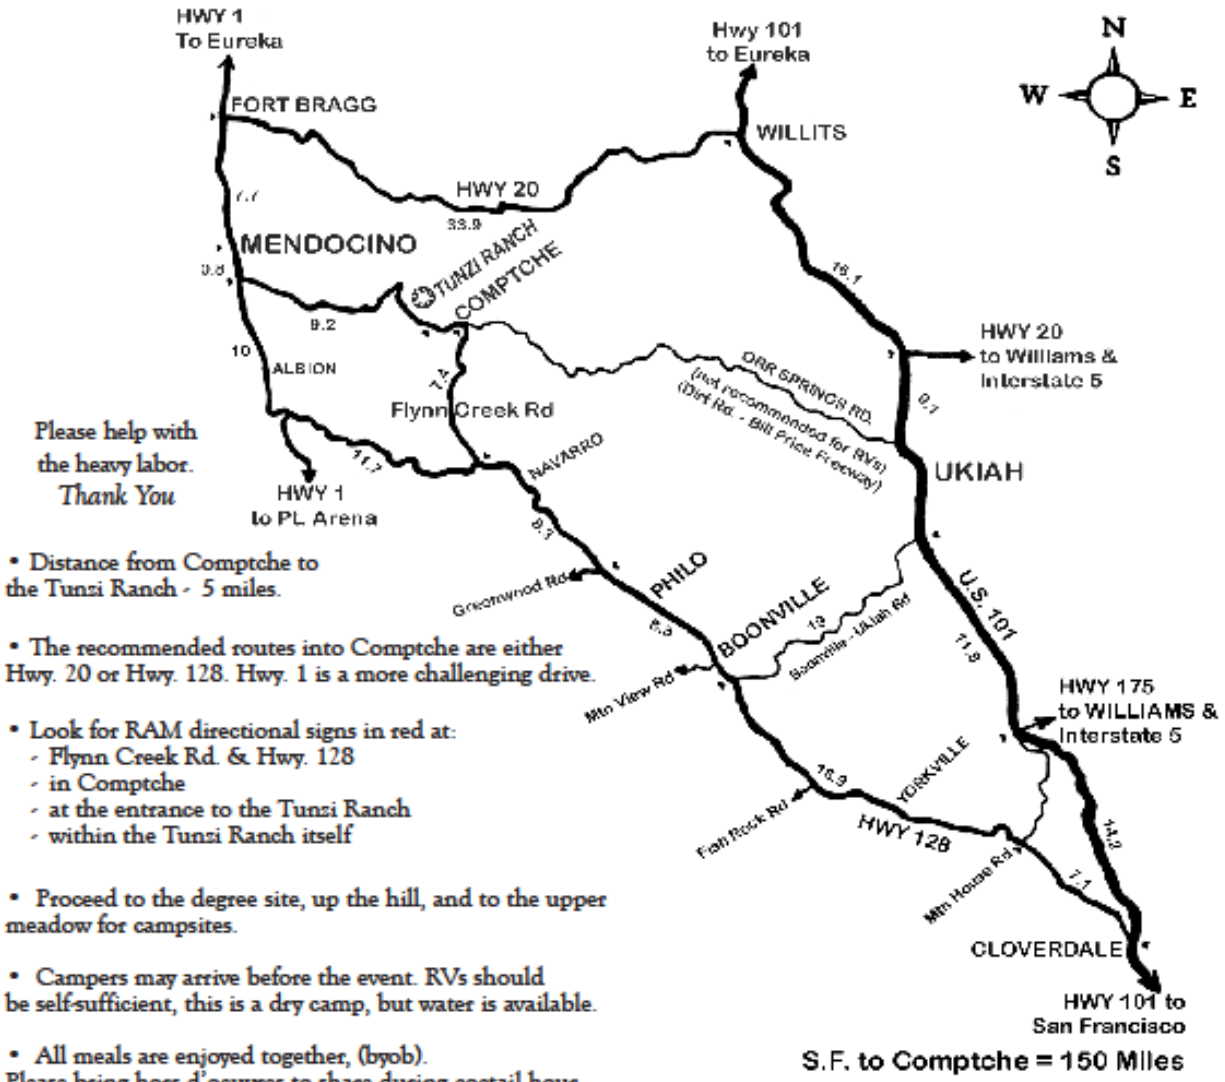 HWY 1
To Eureka
Hwy 101
to Eureka
N
W
E
S
FORT BRAGG
WILLITS
HWY 20
33.9
7.7
MENDOCINO
TUNZI RANCH
COMPTCHE
16.1
9.2
10
ALBION
7.4
Flynn Creek Rd
ORR SPRINGS RD.
(not recommended for RVs)
(Dirt Rd. - Bill Price Freeway)
HWY 20
to Williams &
Interstate 5
UKIAH
Please help with
the heavy labor.
Thank You
11.7
NAVARRO
HWY 1
to Pt. Arena
Greenwood Rd
PHILO
BOONVILLE
Boonville - Ukiah Rd
19
U.S. 101
Mtn View Rd
HWY 175
to WILLIAMS &
Interstate 5
• Distance from Comptche to
the Tunzi Ranch - 5 miles.
• The recommended routes into Comptche are either
Hwy. 20 or Hwy. 128. Hwy. 1 is a more challenging drive.
• Look for RAM directional signs in red at:
- Flynn Creek Rd. & Hwy. 128
- in Comptche
- at the entrance to the Tunzi Ranch
- within the Tunzi Ranch itself
YORKVILLE
Fish Rock Rd
HWY 128
14.2
Mtn House Rd
7.1
• Proceed to the degree site, up the hill, and to the upper
meadow for campsites.
CLOVERDALE
• Campers may arrive before the event. RVs should
be self-sufficient, this is a dry camp, but water is available.
HWY 101 to
San Francisco
• All meals are enjoyed together, (byob).
S.F. to Comptche = 150 Miles